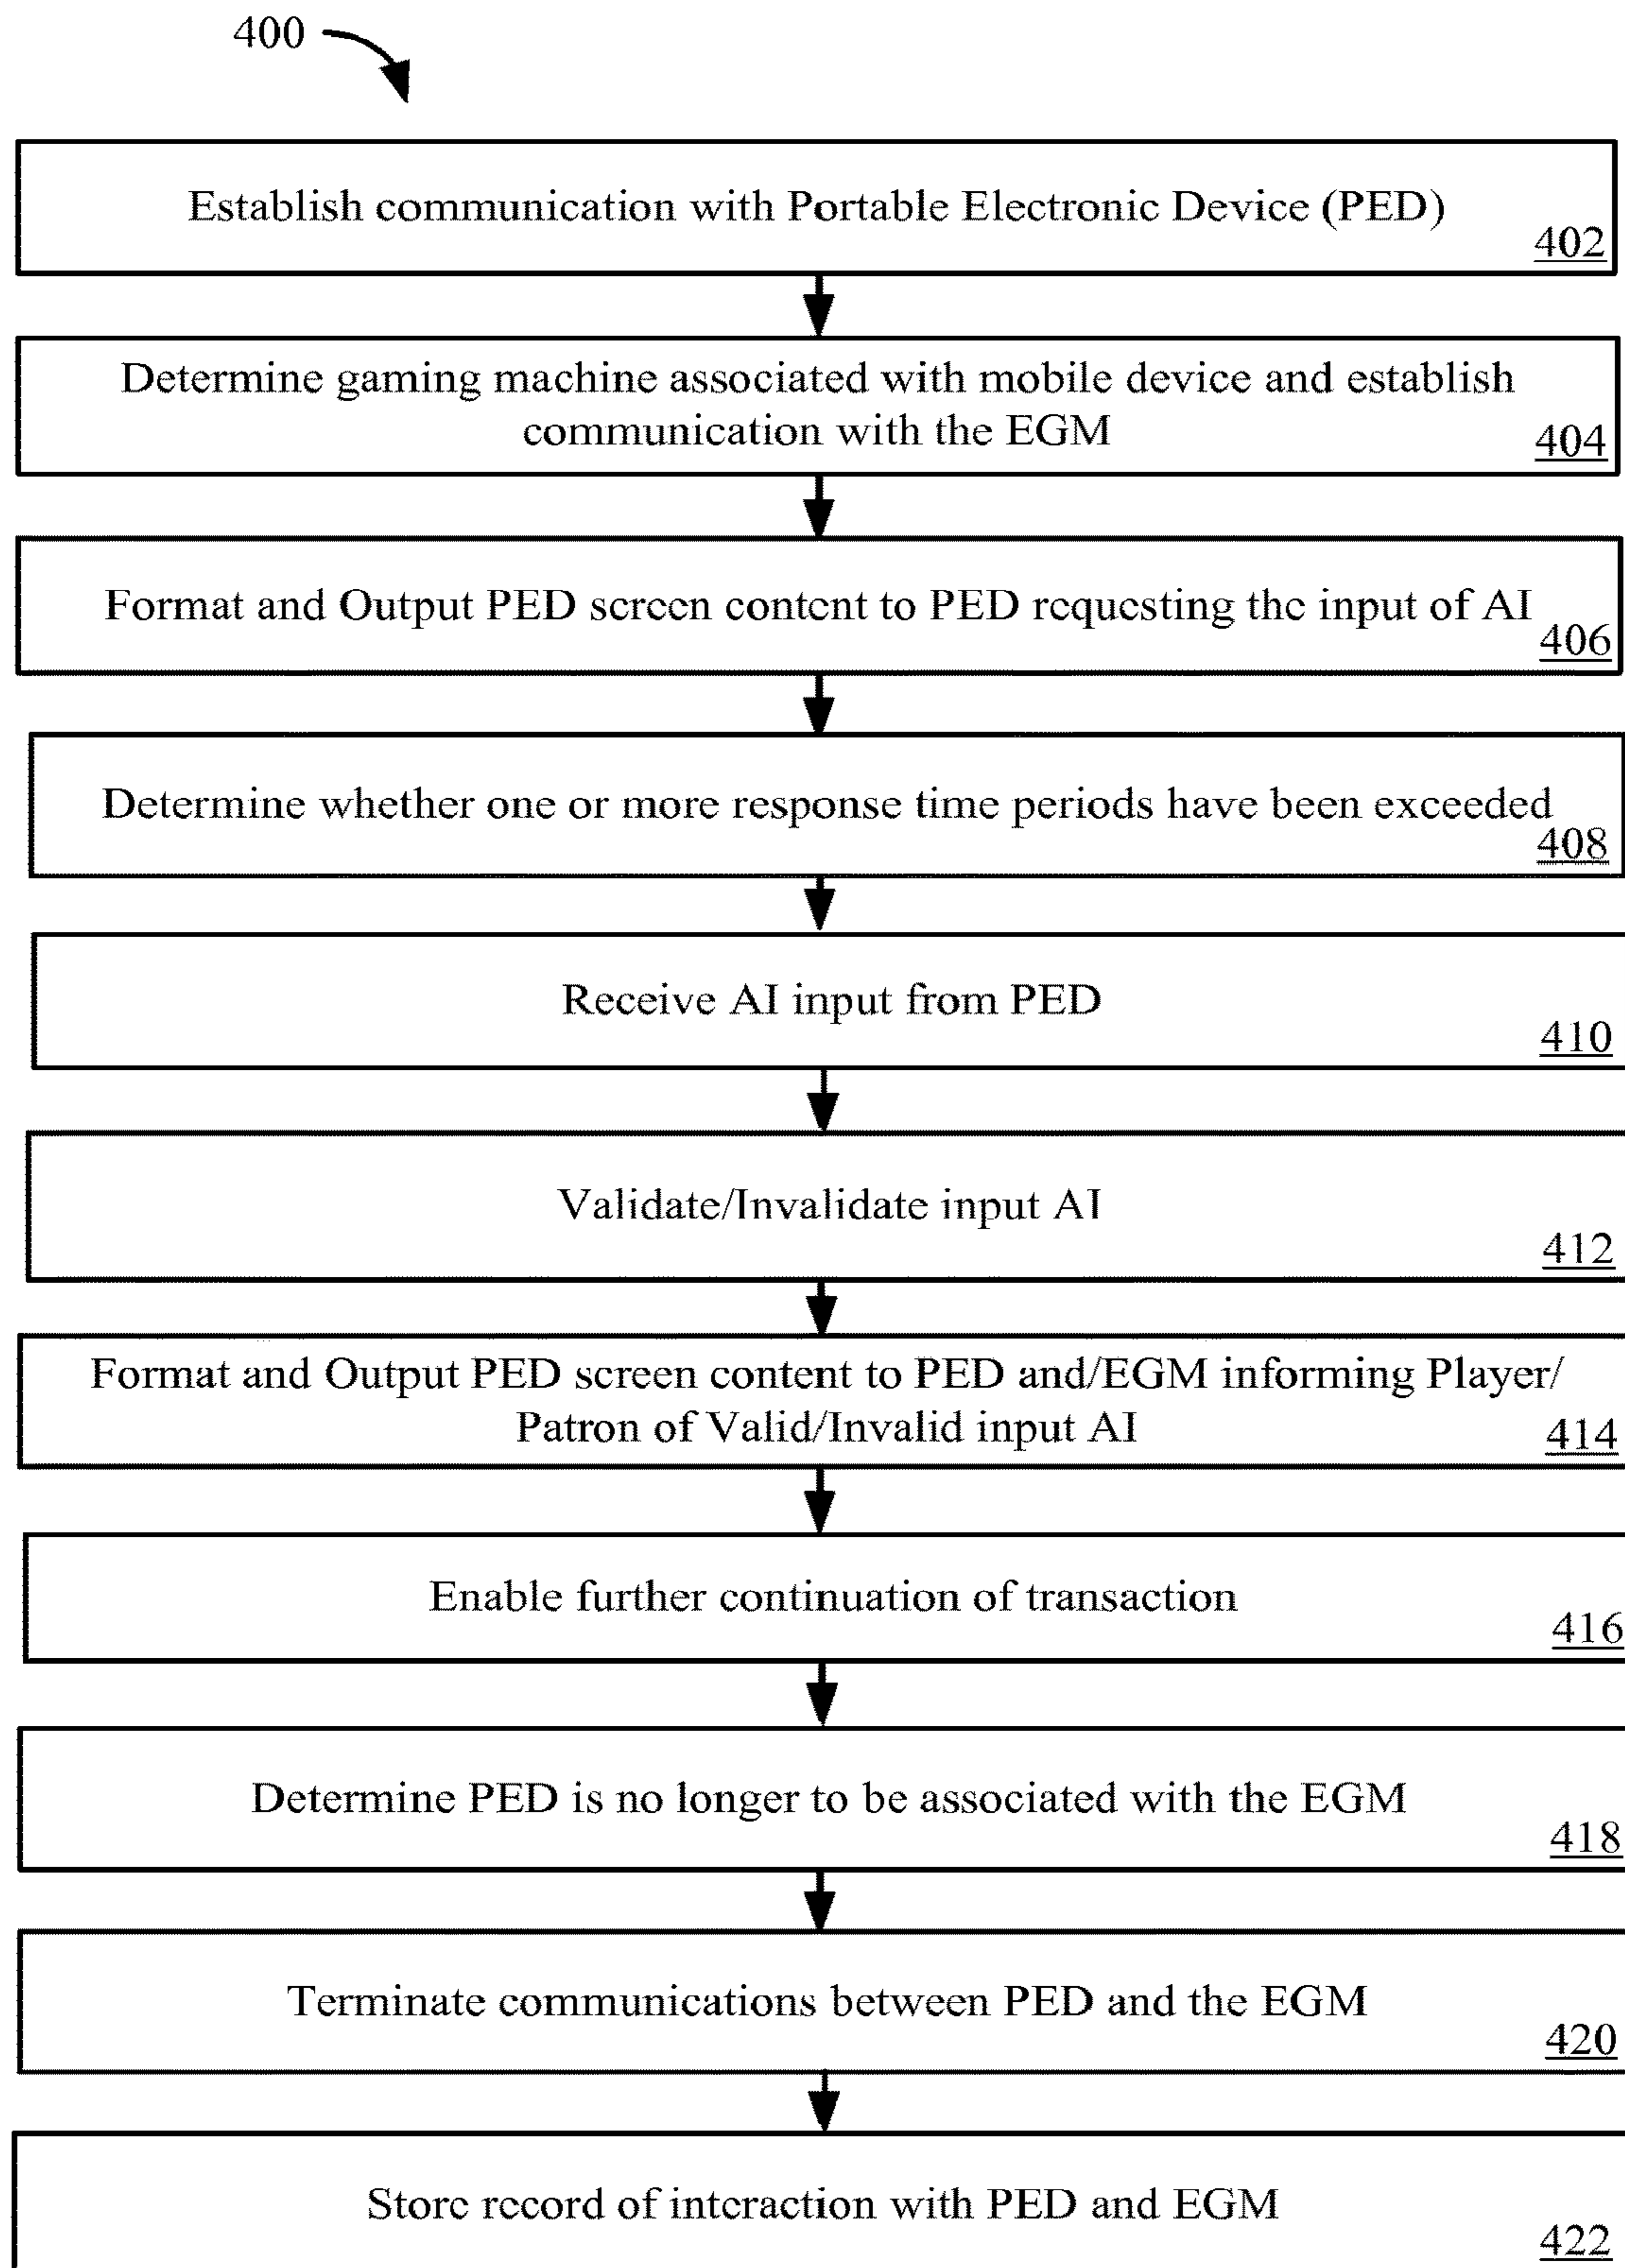 400
Establish communication with Portable Electronic Device (PED)
402
Determine gaming machine associated with mobile device and establish
communication with the EGM
404
Format and Output PED screen content to PED requesting the input of AI
406
Determine whether one or more response time periods have been exceeded
408
Receive AI input from PED
410
Validate/Invalidate input AI
412
Format and Output PED screen content to PED and/EGM informing Player/
Patron of Valid/Invalid input AI
414
Enable further continuation of transaction
416
Determine PED is no longer to be associated with the EGM
418
Terminate communications between PED and the EGM
420
Store record of interaction with PED and EGM
422